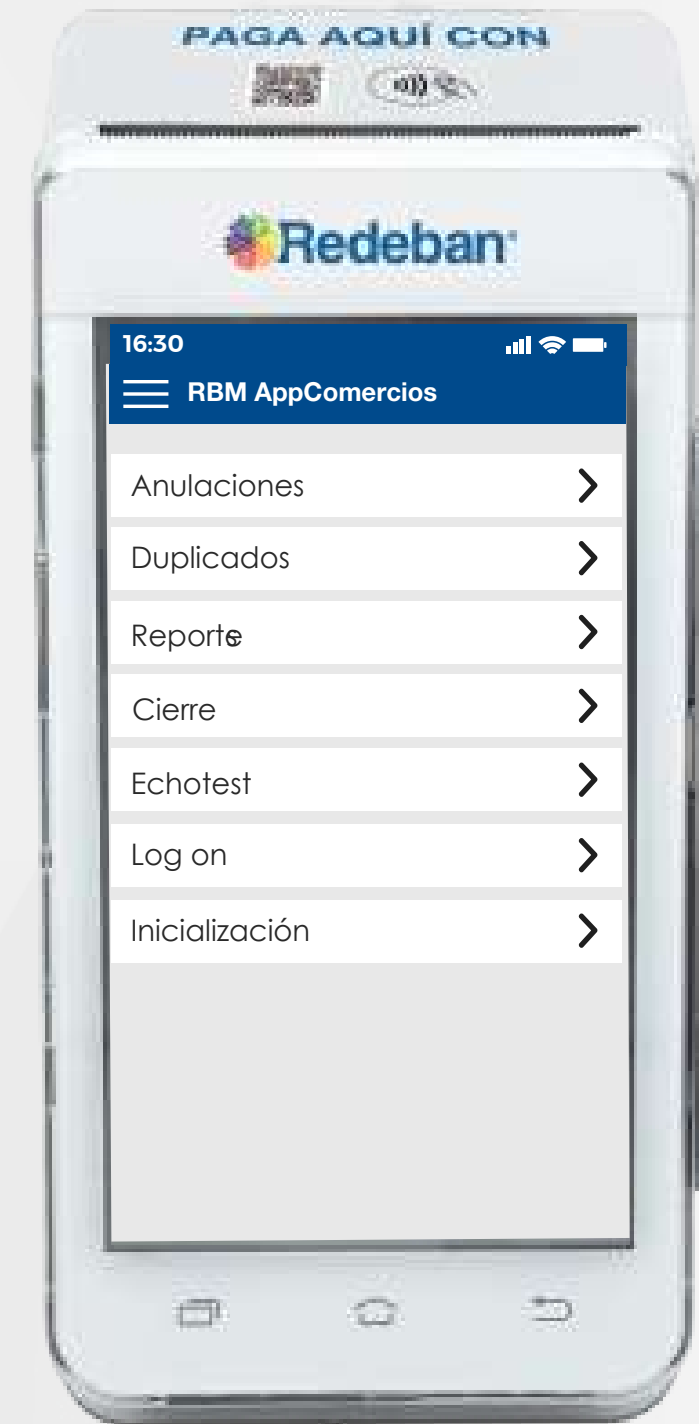 PAGA AQUÍ CON
Redeban
16:30
RBM AppComercios
Anulaciones
Duplicados
Reportes
Cierre
Echotest
Log on
Inicialización